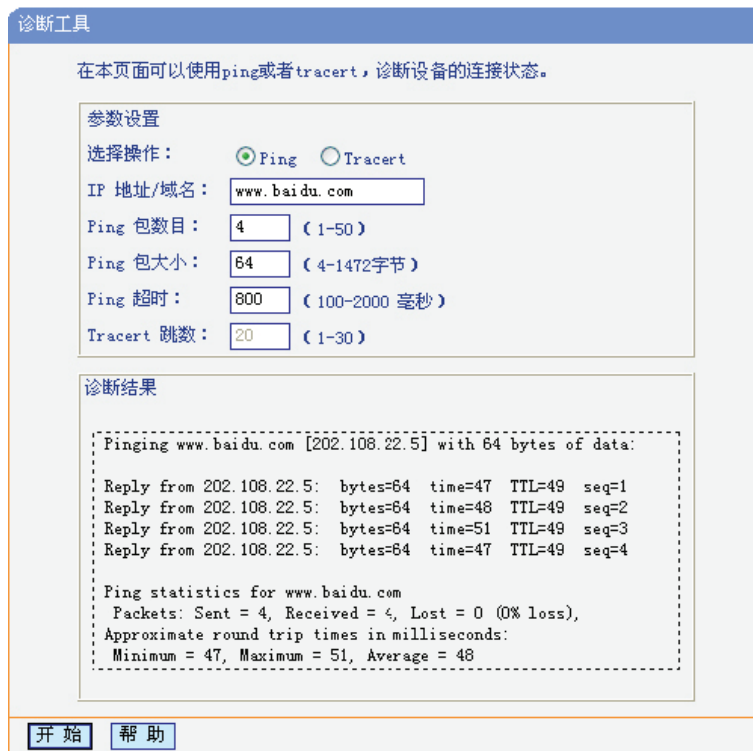 诊断工具
在本页面可以使用ping或者tracert，诊断设备的连接状态。
参数设置
选择操作： Ping Tracert
IP 地址/域名： www.baidu.com
Ping 包数目： 4 (1-50)
Ping 包大小： 64 (4-1472字节)
Ping 超时： 800 (100-2000 毫秒)
Tracert 跳数： 20 (1-30)
诊断结果
Pinging www.baidu.com [202.108.22.5] with 64 bytes of data:
Reply from 202.108.22.5: bytes=64 time=47 TTL=49 seq=1
Reply from 202.108.22.5: bytes=64 time=48 TTL=49 seq=2
Reply from 202.108.22.5: bytes=64 time=51 TTL=49 seq=3
Reply from 202.108.22.5: bytes=64 time=47 TTL=49 seq=4
Ping statistics for www.baidu.com
Packets: Sent = 4, Received = 4, Lost = 0 (0% loss),
Approximate round trip times in milliseconds:
Minimum = 47, Maximum = 51, Average = 48
开 始 帮 助